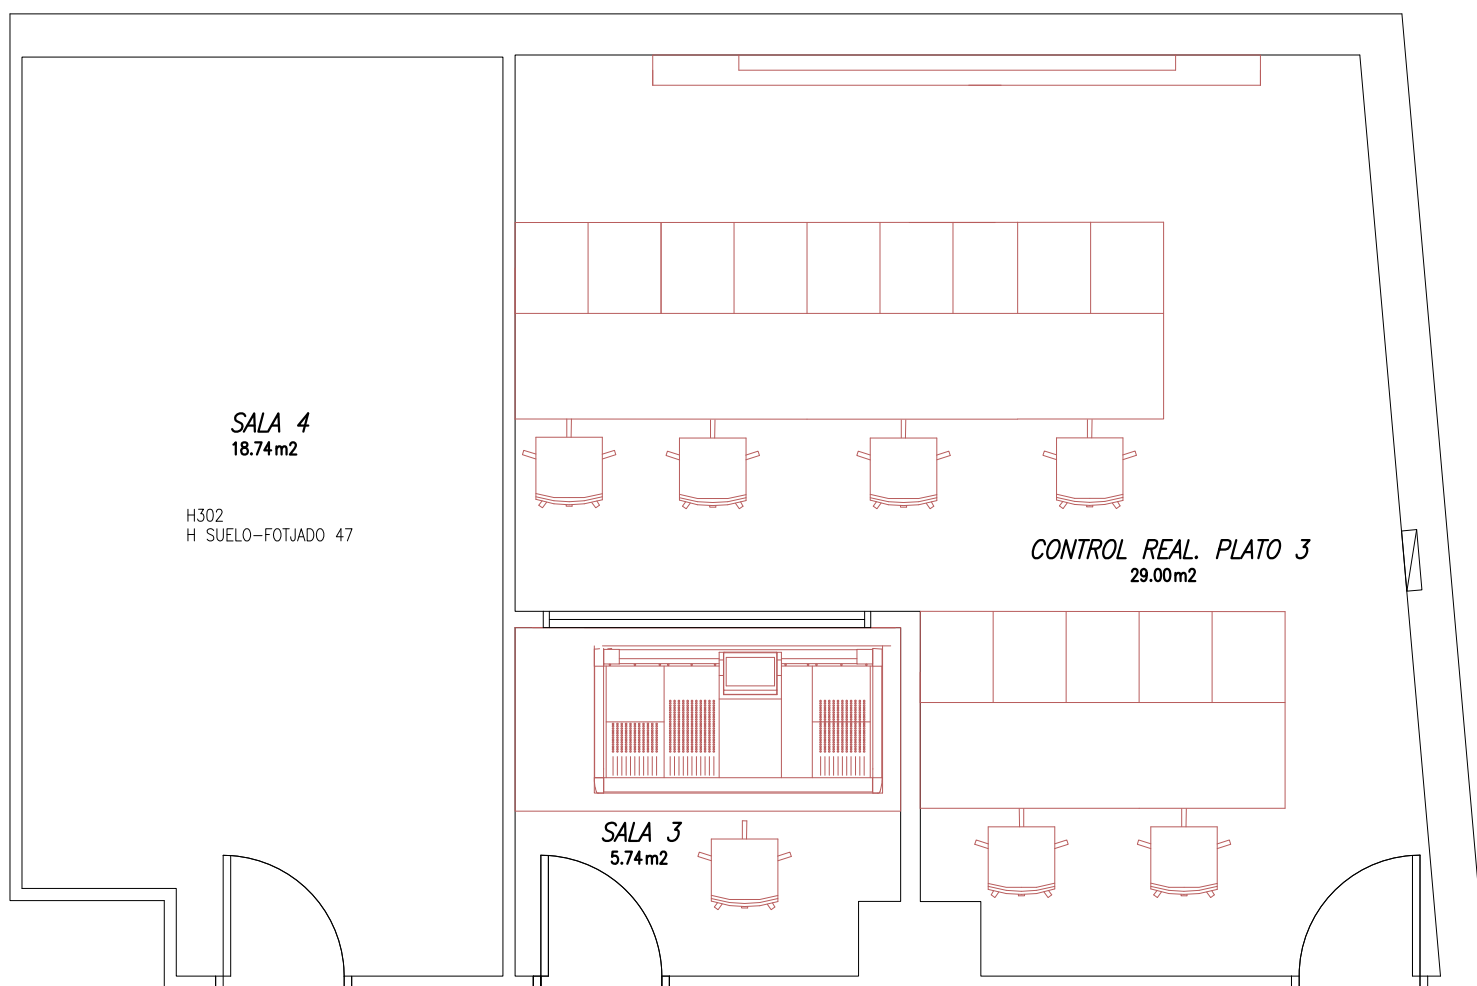 SALA 4
18.74m2
H302
H SUELO-FOTJADO 47
CONTROL REAL. PLATO 3
29.00m2
SALA 3
5.74m2